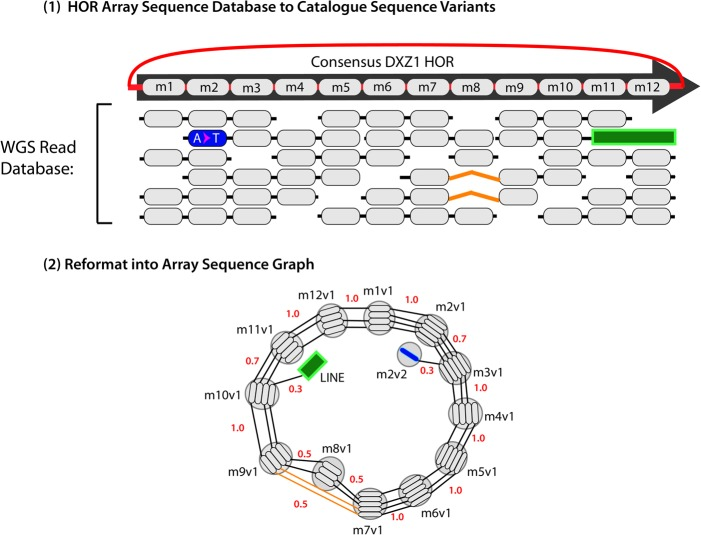 (1) HOR Array Sequence Database to Catalogue Sequence Variants
Consensus DXZ1 HOR
m1 m2 m3 m4 m5 m6 m7 m8 m9 m10 m11 m12
WGS Read
Database:
A T
(2) Reformat into Array Sequence Graph
m12v1 1.0 m1v1 1.0 m2v1
1.0
m11v1
0.7
m3v1
0.7
LINE
0.3
m2v2
0.3
1.0
m10v1
m4v1
1.0
1.0
m9v1
0.5
m8v1
0.5
m5v1
1.0
0.5
m7v1
1.0
m6v1